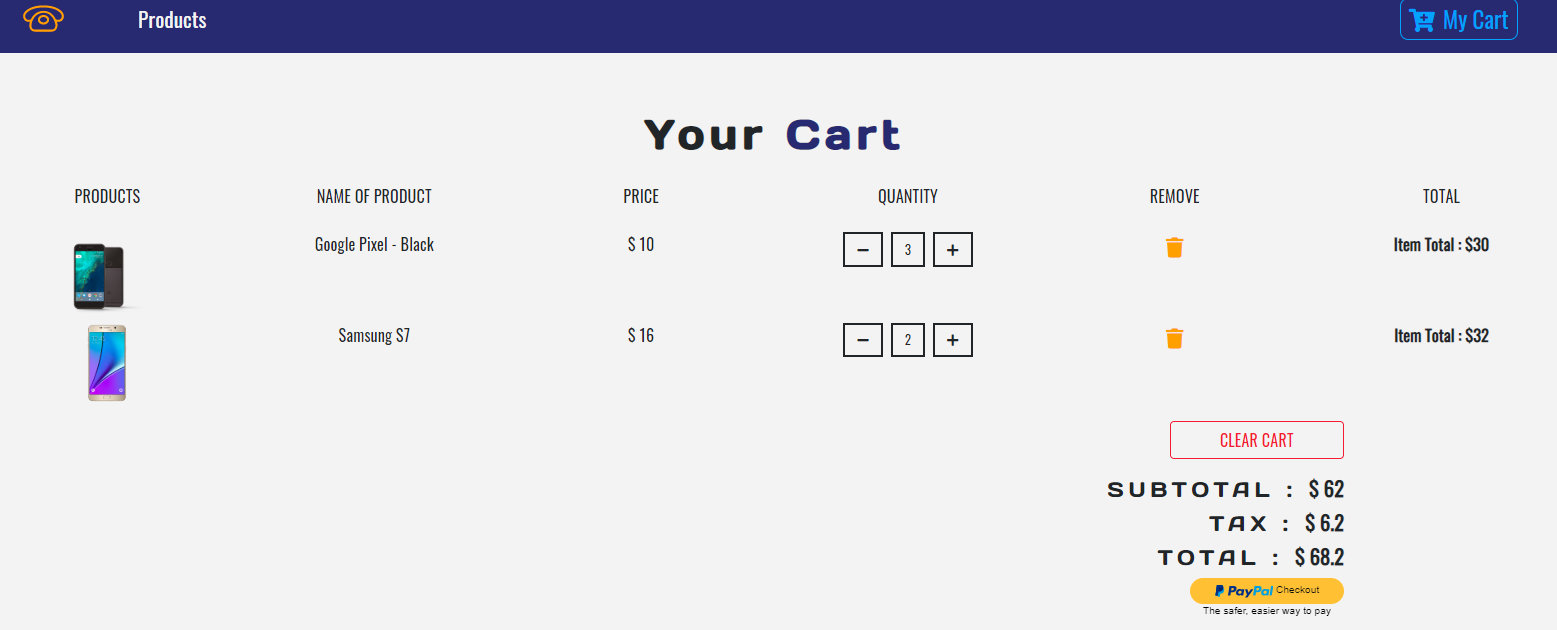 Products
My Cart
Your Cart
PRODUCTS NAME OF PRODUCT PRICE QUANTITY REMOVE TOTAL
Google Pixel - Black $ 10 − 3 + Item Total : $30
Samsung S7 $ 16 − 2 + Item Total : $32
CLEAR CART
SUBTOTAL : $ 62
TAX : $ 6.2
TOTAL : $ 68.2
PayPal Checkout
The safer, easier way to pay